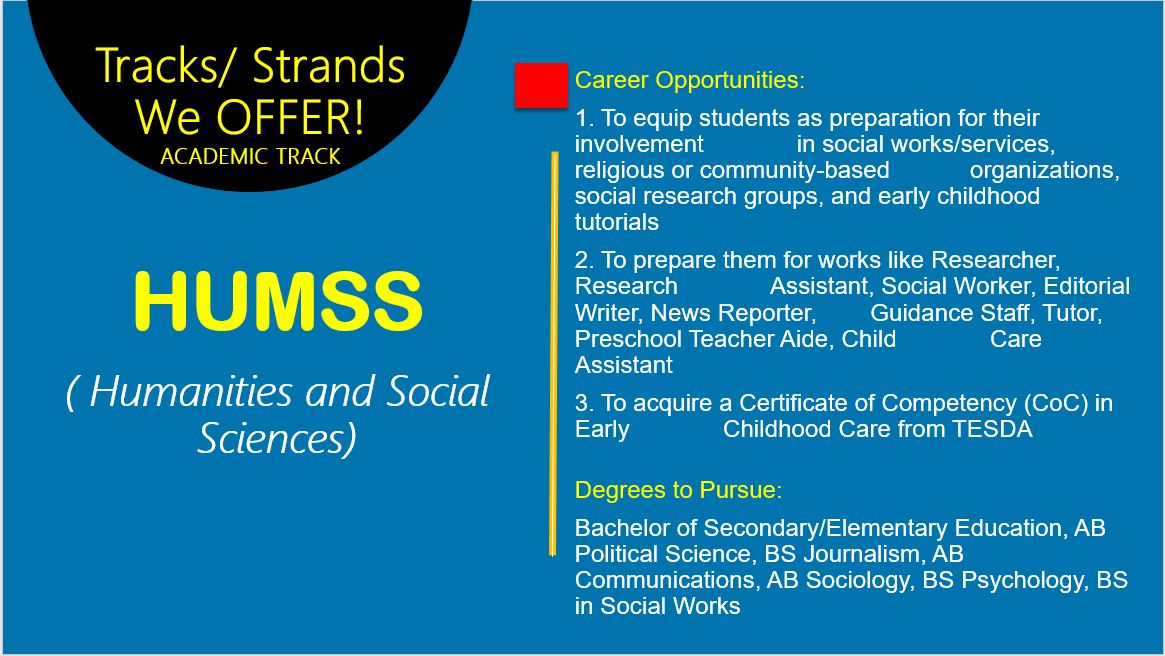 Tracks/ Strands
We OFFER!
ACADEMIC TRACK
HUMSS
( Humanities and Social
Sciences)
Career Opportunities:
1. To equip students as preparation for their
involvement in social works/services,
religious or community-based organizations,
social research groups, and early childhood
tutorials
2. To prepare them for works like Researcher,
Research Assistant, Social Worker, Editorial
Writer, News Reporter, Guidance Staff, Tutor,
Preschool Teacher Aide, Child Care
Assistant
3. To acquire a Certificate of Competency (CoC) in
Early Childhood Care from TESDA
Degrees to Pursue:
Bachelor of Secondary/Elementary Education, AB
Political Science, BS Journalism, AB
Communications, AB Sociology, BS Psychology, BS
in Social Works